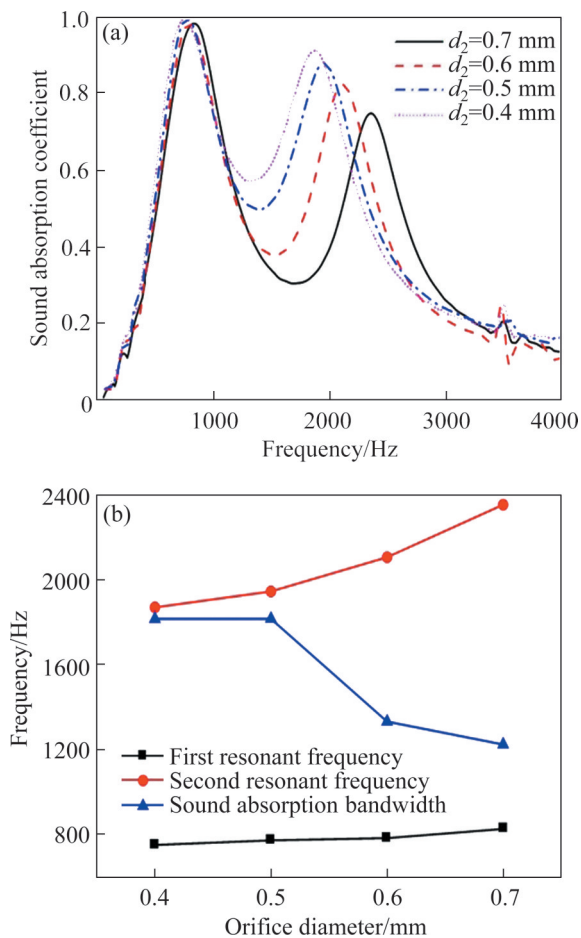 (a)
d₂=0.7 mm
d₂=0.6 mm
d₂=0.5 mm
d₂=0.4 mm
1.0
0.8
0.6
0.4
0.2
0
Sound absorption coefficient
1000 2000 3000 4000
Frequency/Hz
(b)
2400
2000
1600
1200
800
Frequency/Hz
First resonant frequency
Second resonant frequency
Sound absorption bandwidth
0.4 0.5 0.6 0.7
Orifice diameter/mm